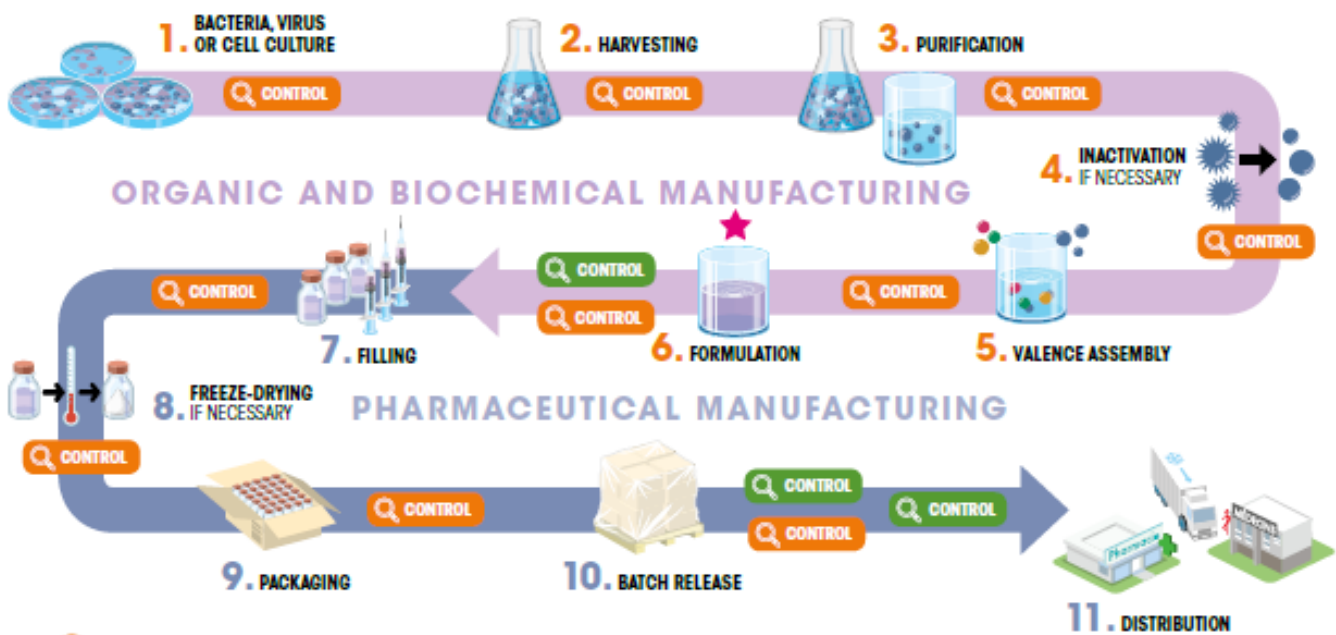 1. BACTERIA, VIRUS
OR CELL CULTURE
2. HARVESTING
3. PURIFICATION
CONTROL
CONTROL
CONTROL
4. INACTIVATION
IF NECESSARY
ORGANIC AND BIOCHEMICAL MANUFACTURING
CONTROL
CONTROL
CONTROL
CONTROL
CONTROL
7. FILLING
6. FORMULATION
5. VALENCE ASSEMBLY
8. FREEZE-DRYING
IF NECESSARY
PHARMACEUTICAL MANUFACTURING
CONTROL
CONTROL
CONTROL
CONTROL
CONTROL
9. PACKAGING
10. BATCH RELEASE
Pharmacie
MÉDECINE
11. DISTRIBUTION